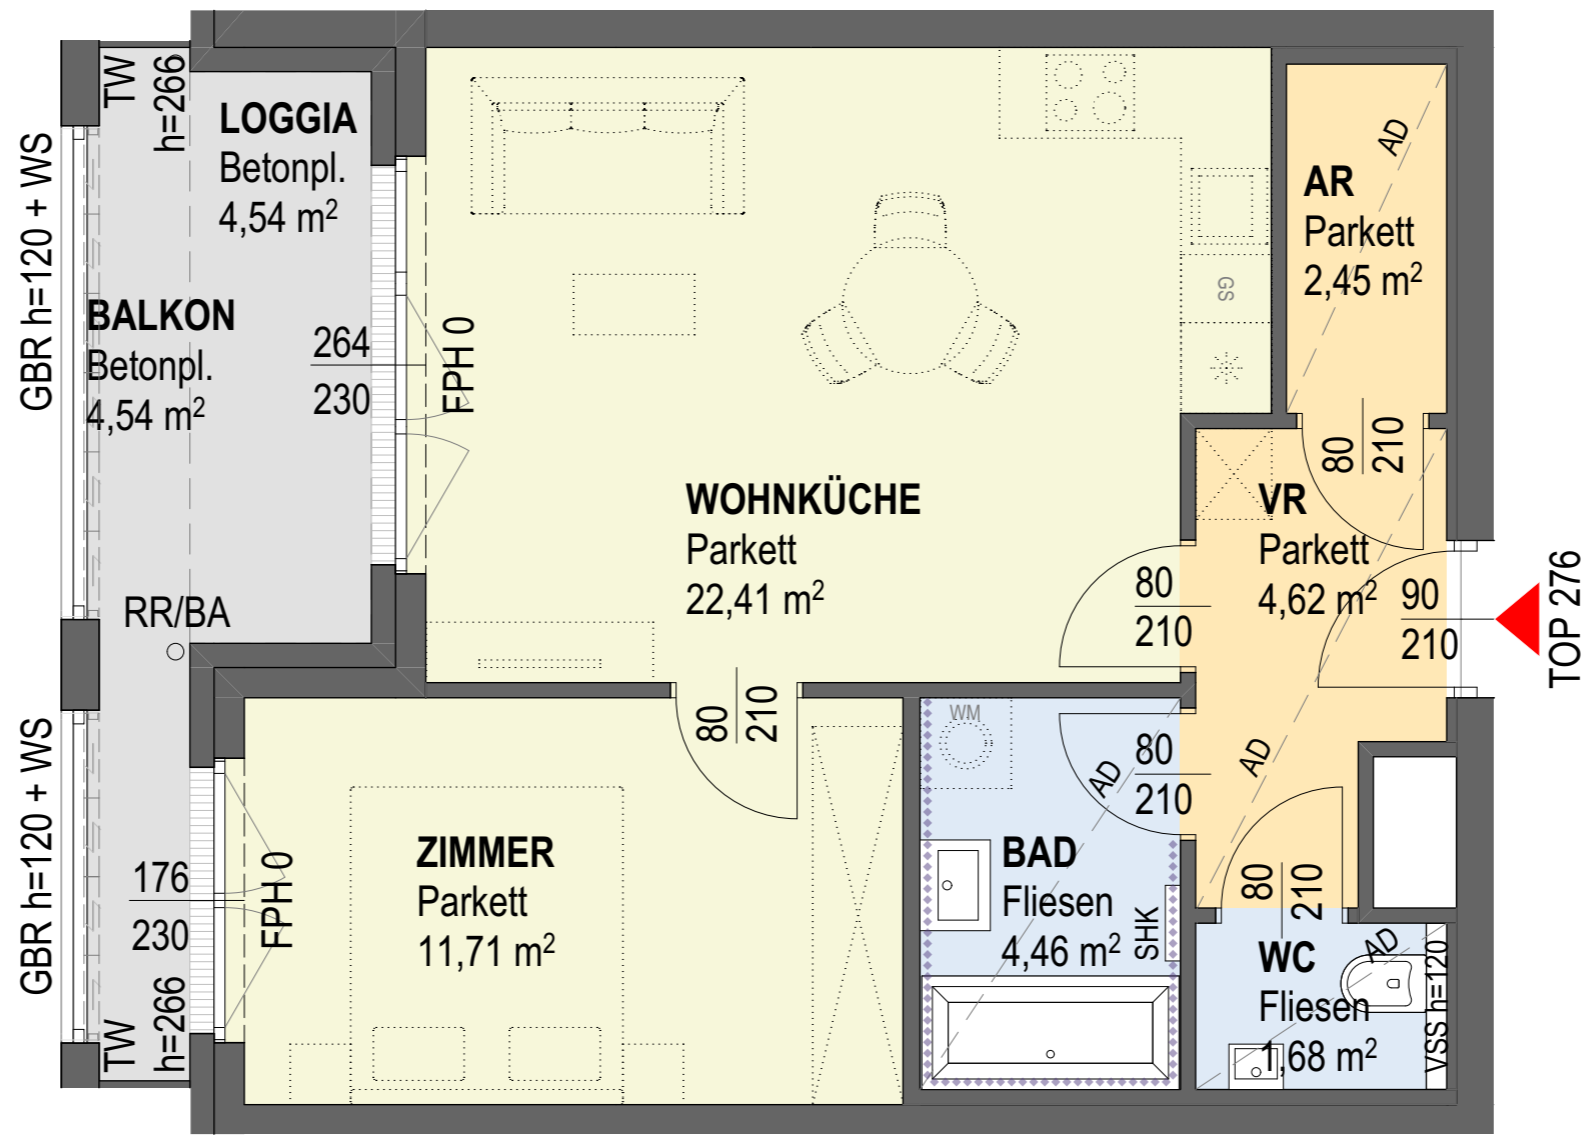 TW
h=266
LOGGIA
Betonpl.
4,54 m²
GBR h=120 + WS
BALKON
Betonpl.
4,54 m²
264
230
FPH 0
GS
AR
Parkett
2,45 m²
AD
80
210
WOHNKÜCHE
Parkett
22,41 m²
VR
Parkett
4,62 m²
80
210
90
210
TOP 276
RR/BA
80
210
WM
AD
80
210
AD
GBR h=120 + WS
176
230
FPH 0
ZIMMER
Parkett
11,71 m²
BAD
Fliesen
4,46 m²
SHK
80
210
WC
Fliesen
1,68 m²
AD
VSS h=120
TW
h=266